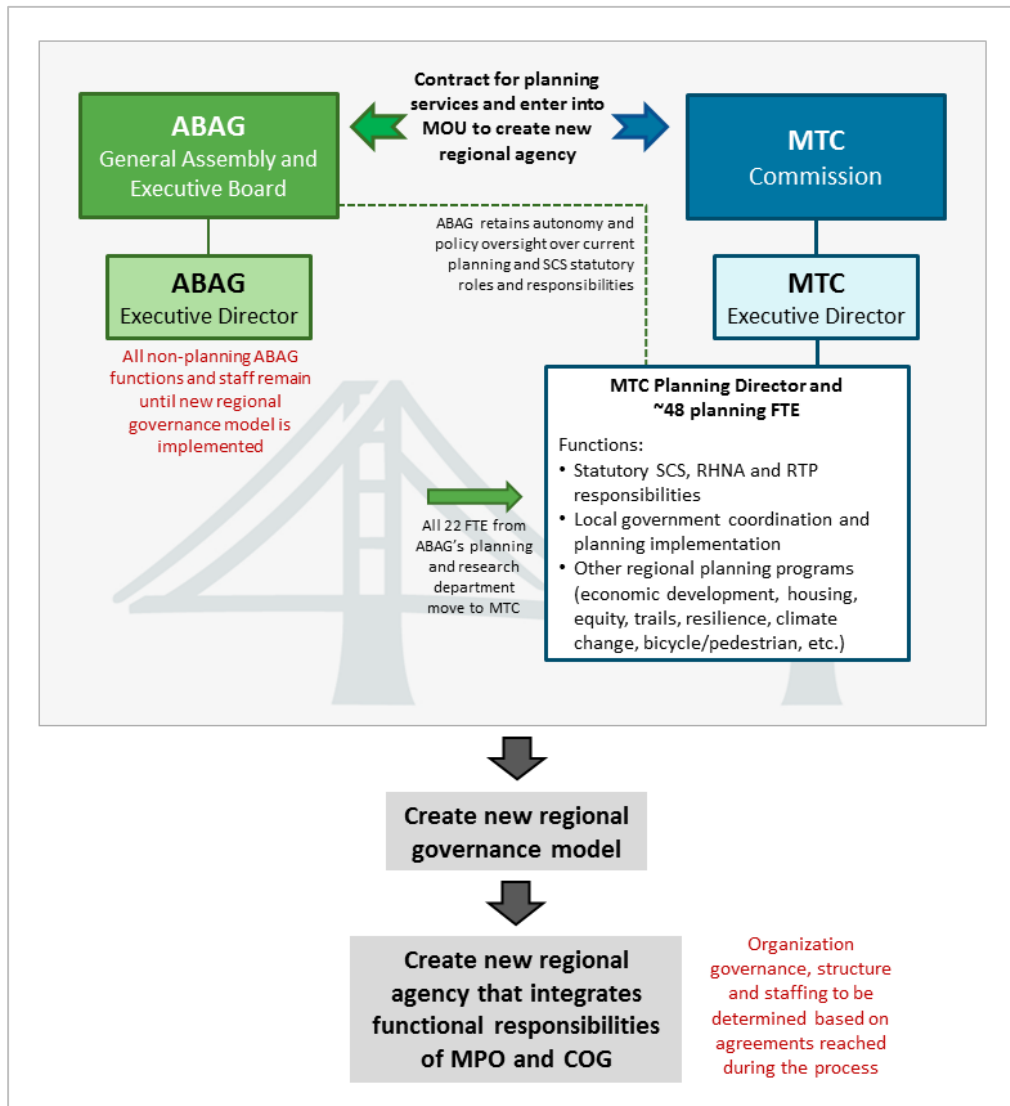 Contract for planning
services and enter into
MOU to create new
regional agency
ABAG
General Assembly and
Executive Board
MTC
Commission
ABAG retains autonomy and
policy oversight over current
planning and SCS statutory
roles and responsibilities
ABAG
Executive Director
MTC
Executive Director
All non-planning ABAG
functions and staff remain
until new regional
governance model is
implemented
MTC Planning Director and
~48 planning FTE
Functions:
• Statutory SCS, RHNA and RTP
responsibilities
• Local government coordination and
planning implementation
• Other regional planning programs
(economic development, housing,
equity, trails, resilience, climate
change, bicycle/pedestrian, etc.)
All 22 FTE from
ABAG's planning
and research
department
move to MTC
Create new regional
governance model
Create new regional
agency that integrates
functional responsibilities
of MPO and COG
Organization
governance, structure
and staffing to be
determined based on
agreements reached
during the process